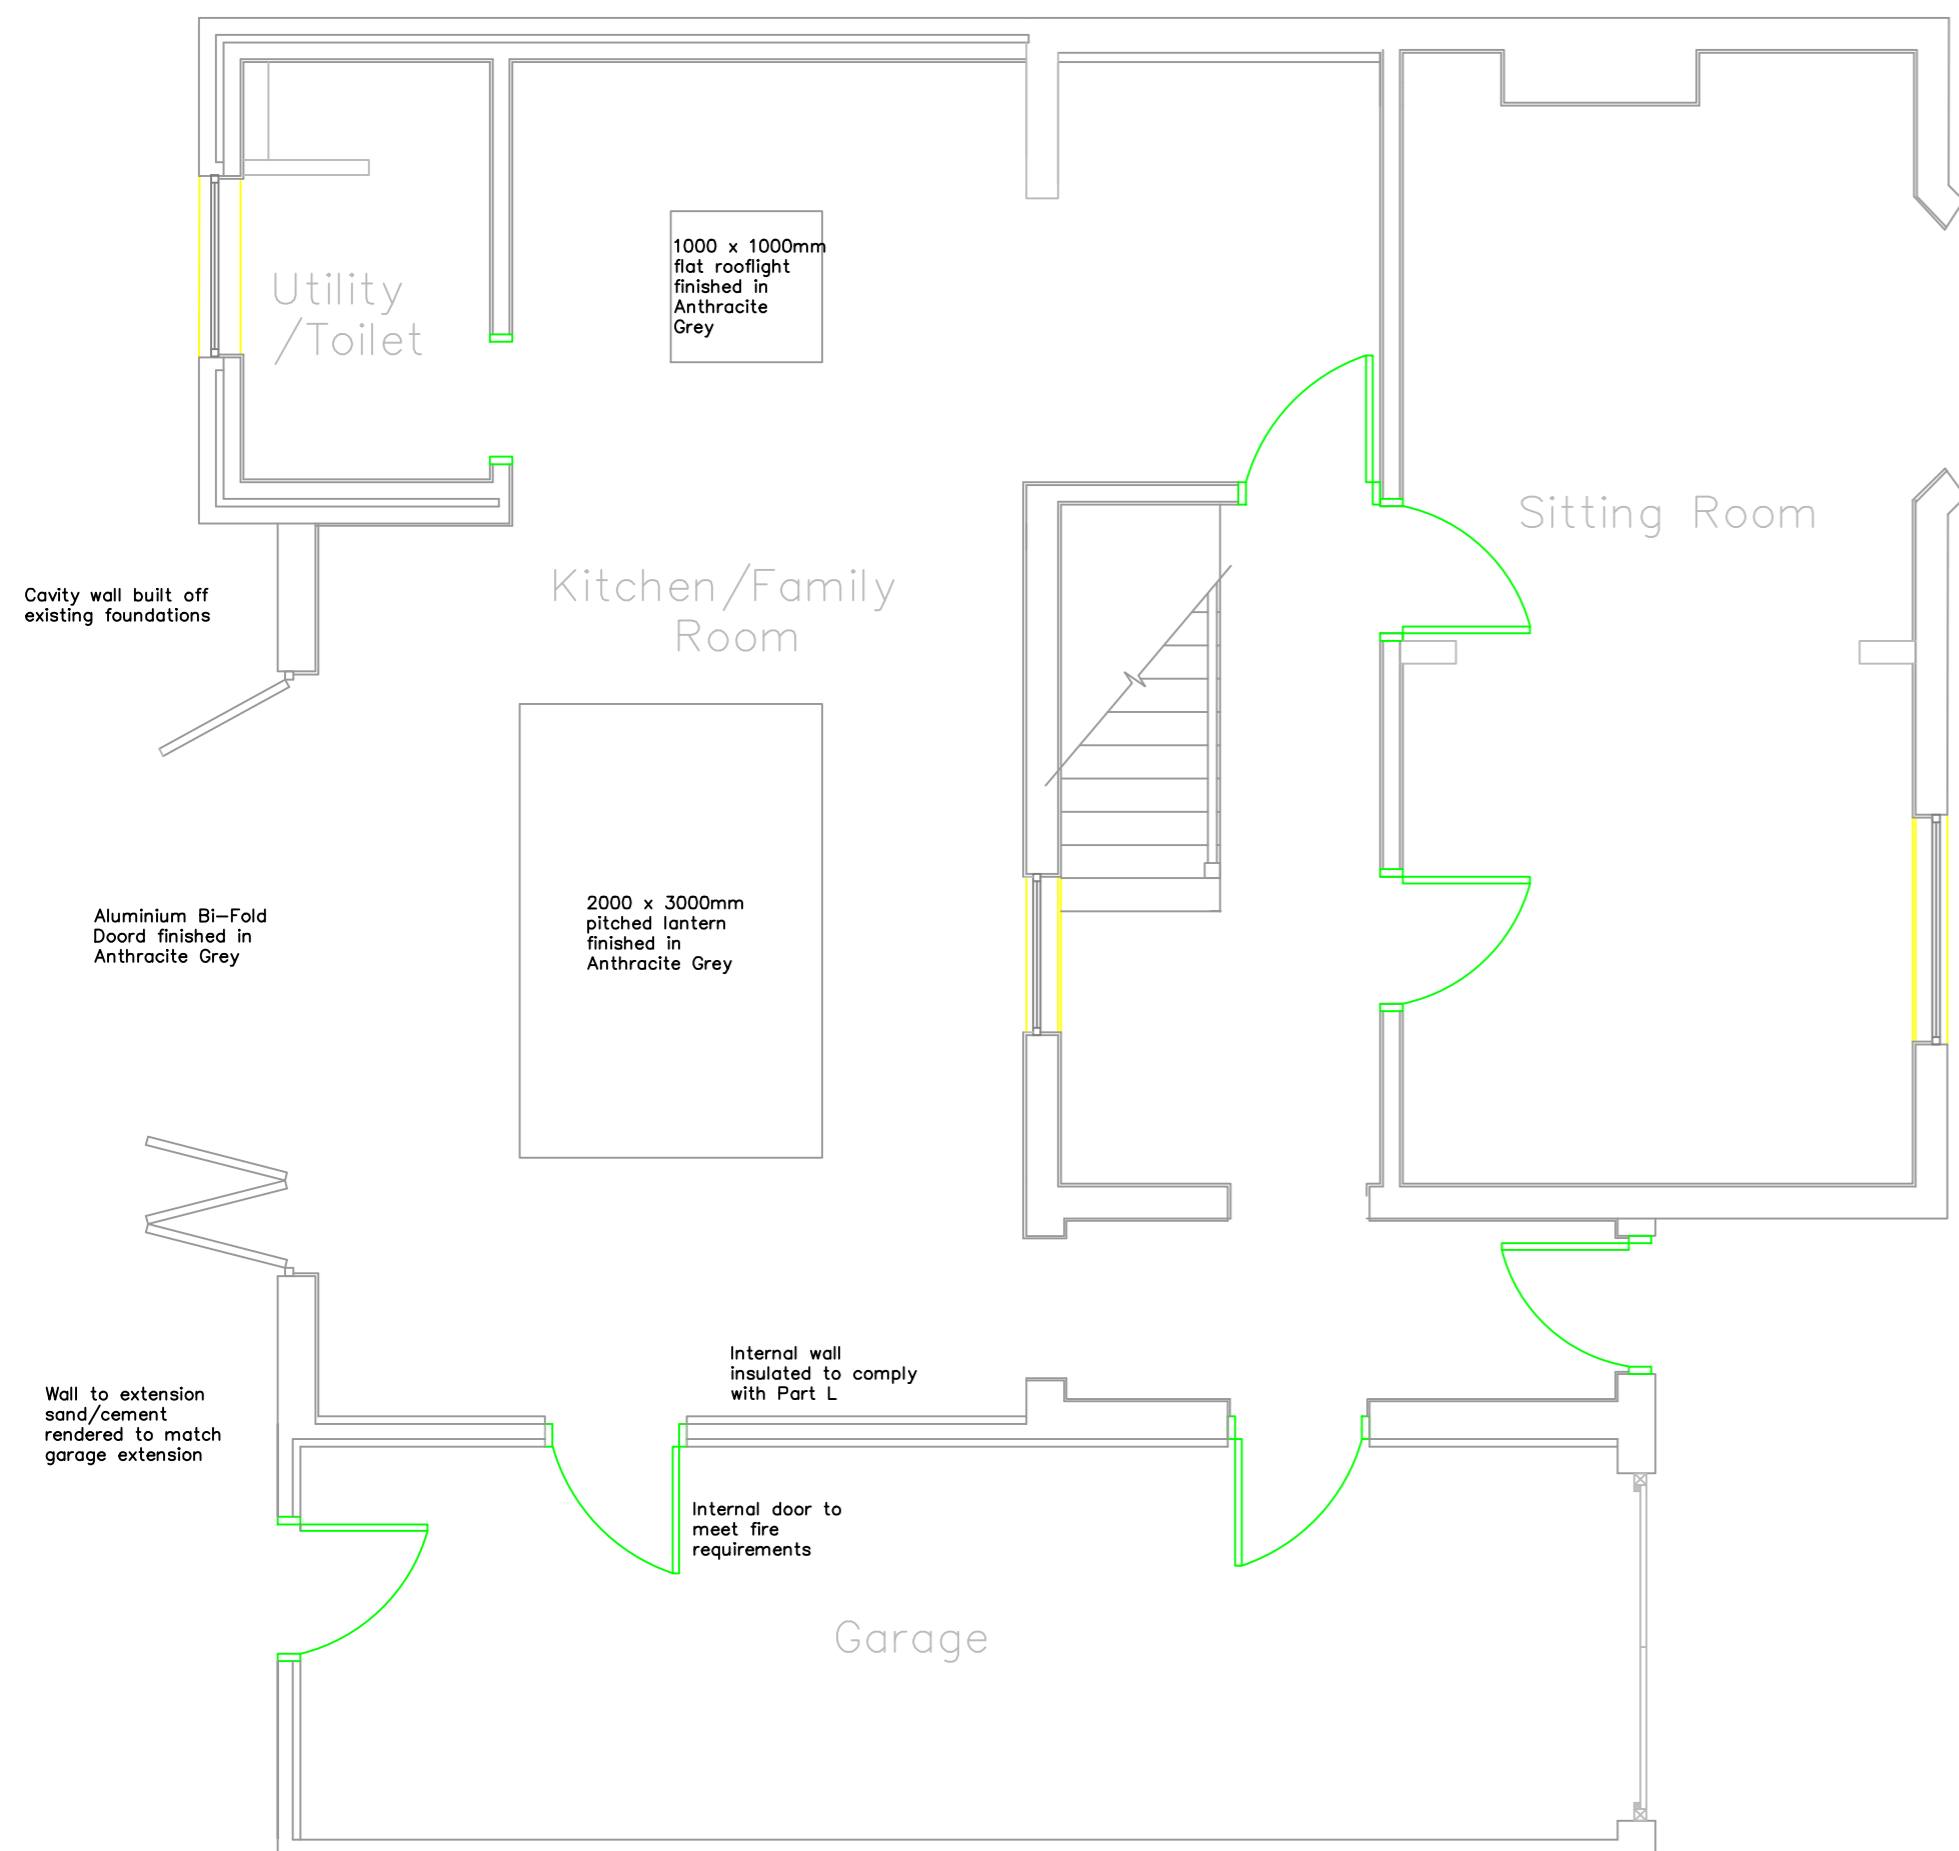 1000 x 1000mm
flat rooflight
finished in
Anthracite
Grey
Utility
/Toilet
Sitting Room
Kitchen/Family
Room
Cavity wall built off
existing foundations
2000 x 3000mm
pitched lantern
finished in
Anthracite Grey
Aluminium Bi-Fold
Doord finished in
Anthracite Grey
Internal wall
insulated to comply
with Part L
Wall to extension
sand/cement
rendered to match
garage extension
Internal door to
meet fire
requirements
Garage